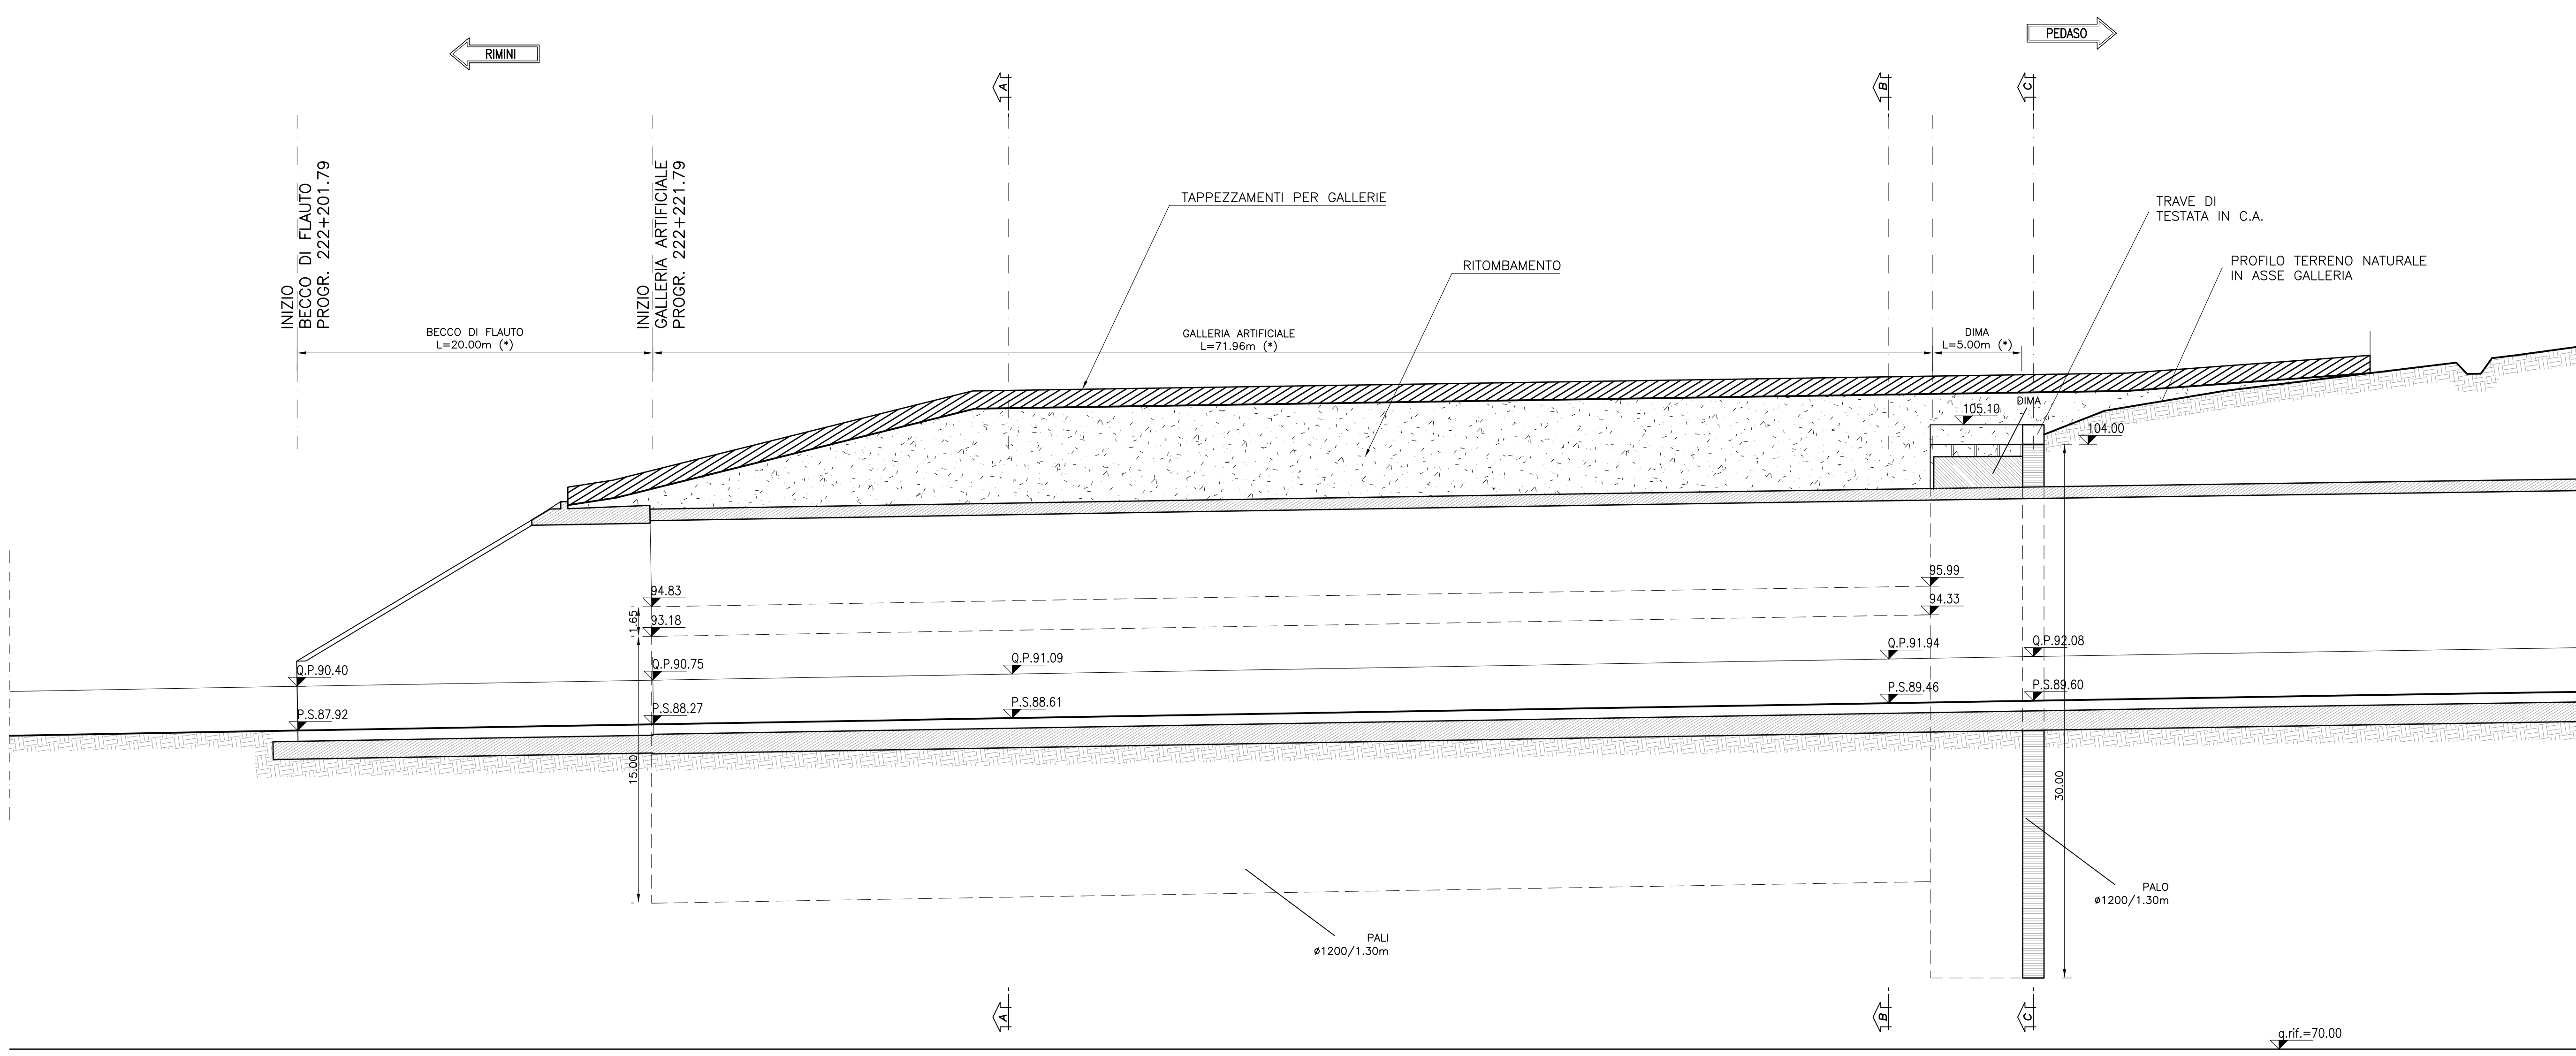 RIMINI
PEDASO
A
B
C
INIZIO
BECCO DI FLAUTO
PROGR. 222+201.79
INIZIO
GALLERIA ARTIFICIALE
PROGR. 222+221.79
TAPPEZZAMENTI PER GALLERIE
RITOMBAMENTO
TRAVE DI
TESTATA IN C.A.
PROFILO TERRENO NATURALE
IN ASSE GALLERIA
BECCO DI FLAUTO
L=20.00m (*)
GALLERIA ARTIFICIALE
L=71.96m (*)
DIMA
L=5.00m (*)
DIMA
105.10
104.00
94.83
1.65
93.18
95.99
94.33
Q.P.90.40
Q.P.90.75
Q.P.91.09
Q.P.91.94
Q.P.92.08
P.S.87.92
P.S.88.27
P.S.88.61
P.S.89.46
P.S.89.60
15.00
30.00
PALI
ø1200/1.30m
PALO
ø1200/1.30m
A
B
C
q.rif.=70.00